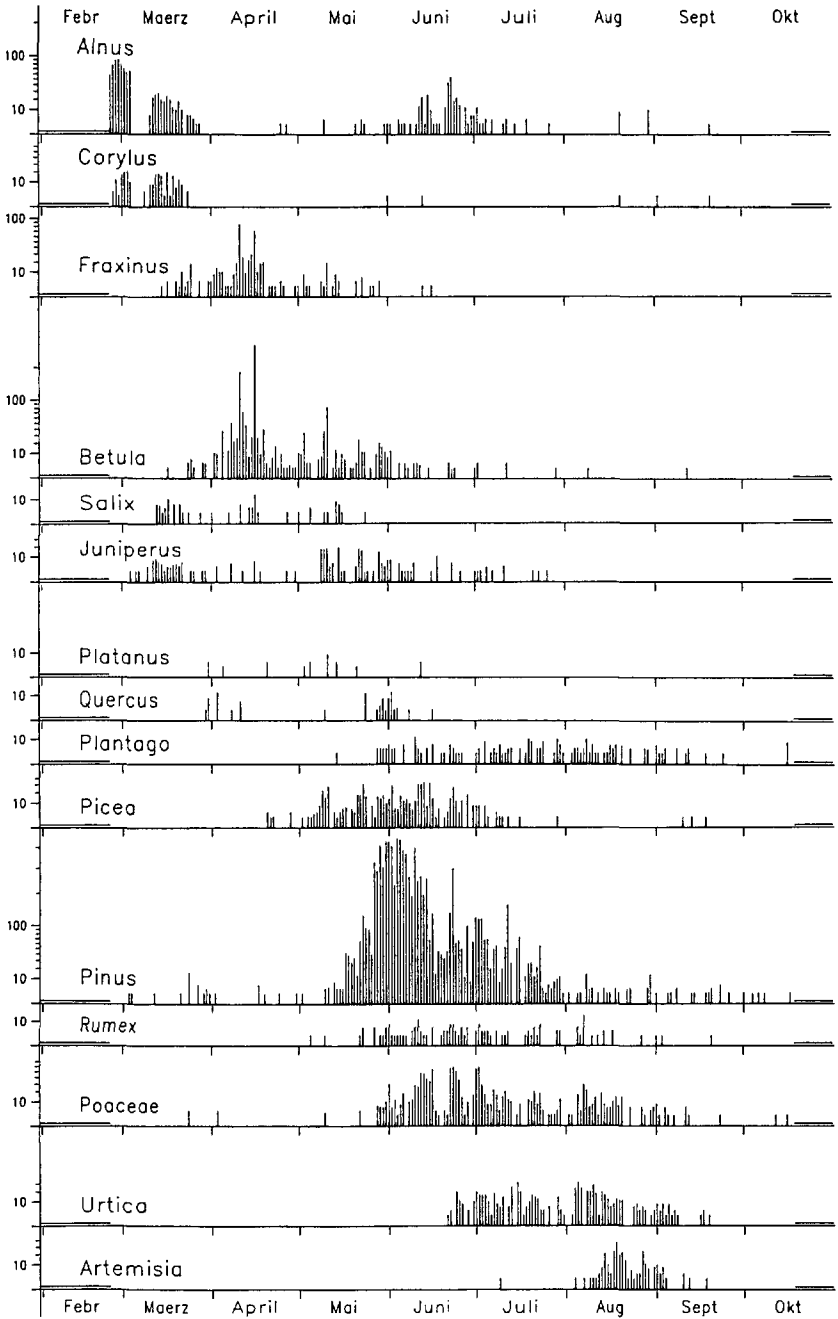 Febr Maerz April Mai Juni Juli Aug Sept Okt
Alnus
100
10
Corylus
10
100
Fraxinus
10
100
Betula
10
Salix
10
Juniperus
10
Platanus
10
Quercus
10
Plantago
10
Picea
10
100
Pinus
10
Rumex
10
Poaceae
10
Urtica
10
Artemisia
10
Febr Maerz April Mai Juni Juli Aug Sept Okt